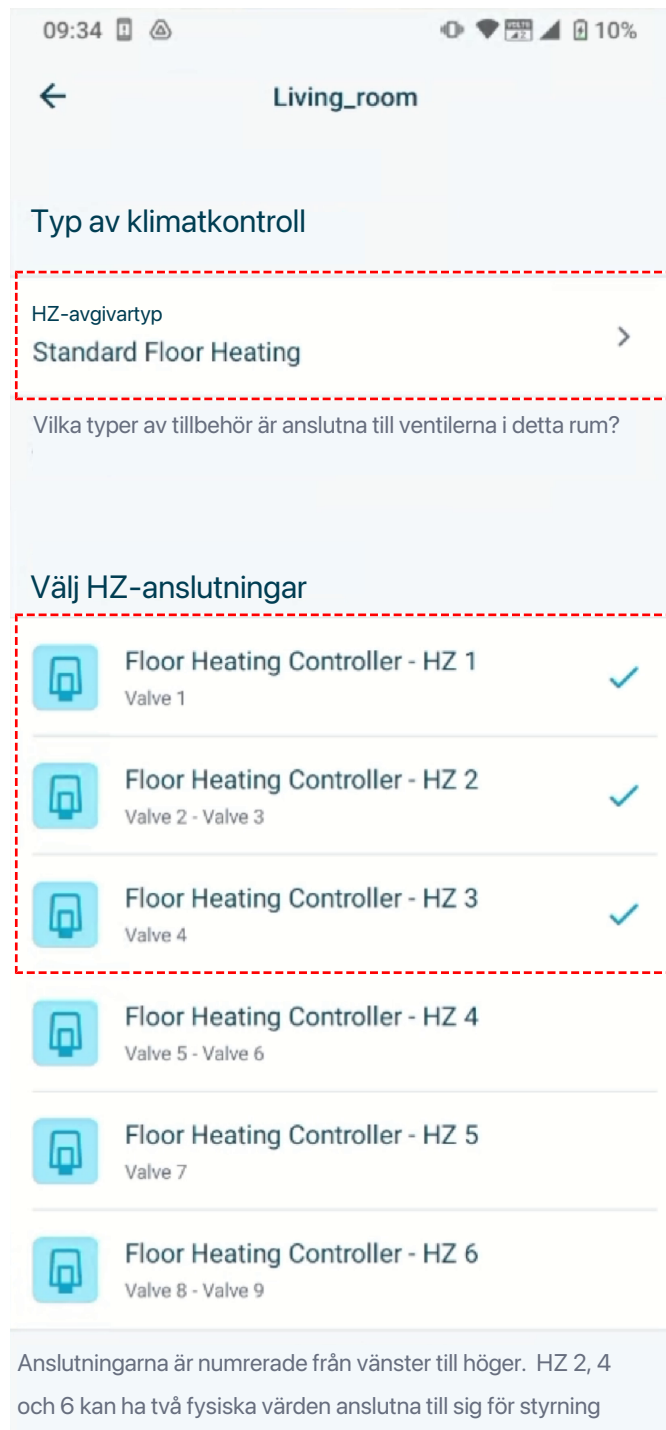 09:34 10%
Living_room
Typ av klimatkontroll
HZ-avgivartyp
Standard Floor Heating
Vilka typer av tillbehör är anslutna till ventilerna i detta rum?
Välj HZ-anslutningar
Floor Heating Controller - HZ 1
Valve 1
Floor Heating Controller - HZ 2
Valve 2 - Valve 3
Floor Heating Controller - HZ 3
Valve 4
Floor Heating Controller - HZ 4
Valve 5 - Valve 6
Floor Heating Controller - HZ 5
Valve 7
Floor Heating Controller - HZ 6
Valve 8 - Valve 9
Anslutningarna är numrerade från vänster till höger. HZ 2, 4
och 6 kan ha två fysiska värden anslutna till sig för styrning